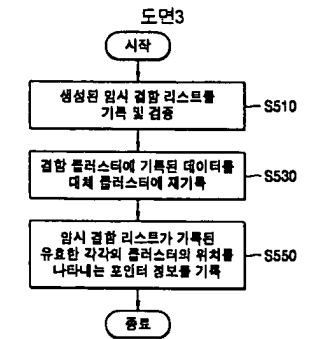 도면3
시작
생성된 임시 결함 리스트를
기록 및 검증
S510
결함 클러스터에 기록된 데이터를
대체 클러스터에 재기록
S530
임시 결함 리스트가 기록된
유효한 각각의 클러스터의 위치를
나타내는 포인터 정보를 기록
S550
종료